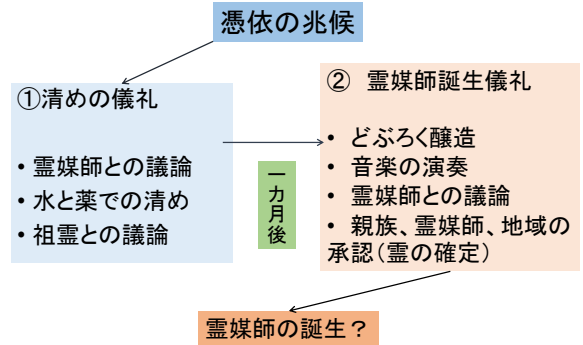 憑依の兆候
①清めの儀礼
• 霊媒師との議論
• 水と薬での清め
• 祖霊との議論
一カ月後
② 霊媒師誕生儀礼
• どぶろく醸造
• 音楽の演奏
• 霊媒師との議論
• 親族、霊媒師、地域の
承認（霊の確定）
霊媒師の誕生？